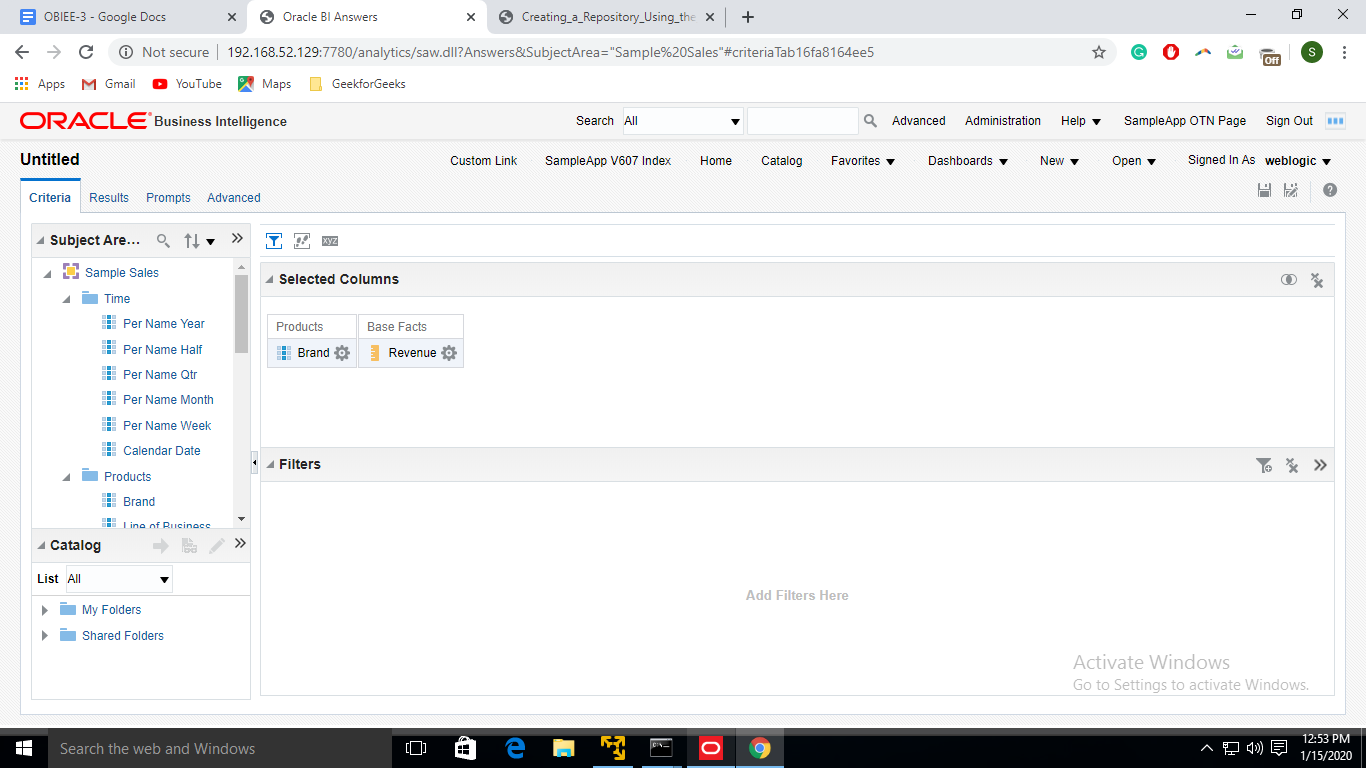 OBIEE-3 - Google Docs
Oracle BI Answers
Creating_a_Repository_Using_the
Not secure
192.168.52.129:7780/analytics/saw.dll?Answers&SubjectArea="Sample%20Sales"#criteriaTab16fa8164ee5
Off
S
Apps
Gmail
YouTube
Maps
GeekforGeeks
ORACLE Business Intelligence
Search
All
Advanced
Administration
Help
SampleApp OTN Page
Sign Out
Untitled
Custom Link
SampleApp V607 Index
Home
Catalog
Favorites
Dashboards
New
Open
Signed In As weblogic
Criteria
Results
Prompts
Advanced
Subject Are...
Sample Sales
Time
Per Name Year
Per Name Half
Per Name Qtr
Per Name Month
Per Name Week
Calendar Date
Products
Brand
Line of Business
Catalog
List All
My Folders
Shared Folders
xyz
Selected Columns
Products
Base Facts
Brand
Revenue
Filters
Add Filters Here
Activate Windows
Go to Settings to activate Windows.
Search the web and Windows
12:53 PM
1/15/2020